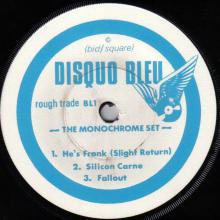 (bid/square)
DISQUO BLEU
rough trade BL1
THE MONOCHROME SET
1. He's Frank (Slight Return)
2. Silicon Carne
3. Fallout